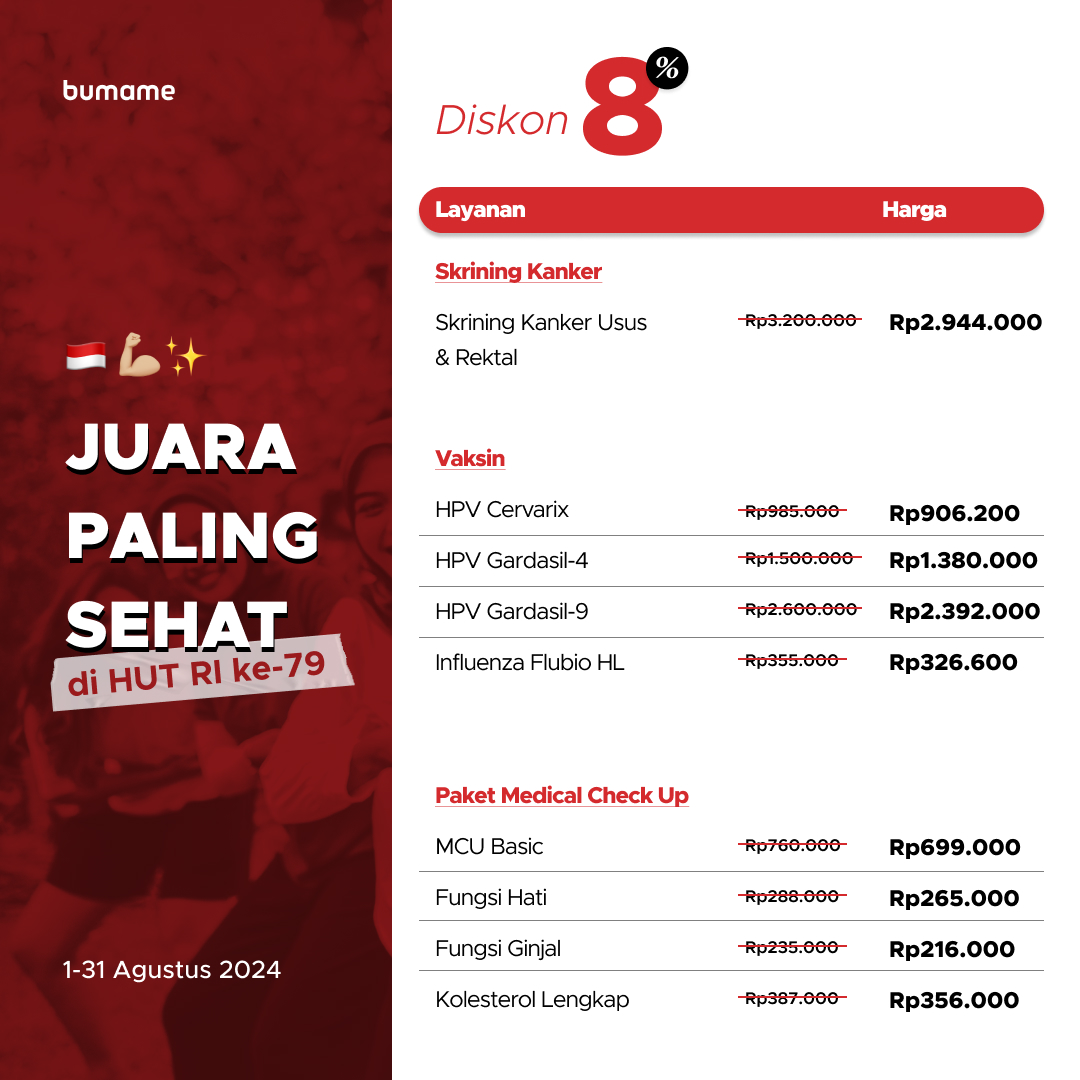 bumame
🇮🇩 💪🏼 ✨
JUARA
PALING
SEHAT
di HUT RI ke-79
1-31 Agustus 2024
Diskon 8%
Layanan Harga
Skrining Kanker
Skrining Kanker Usus Rp3.200.000 Rp2.944.000
& Rektal
Vaksin
HPV Cervarix Rp985.000 Rp906.200
HPV Gardasil-4 Rp1.500.000 Rp1.380.000
HPV Gardasil-9 Rp2.600.000 Rp2.392.000
Influenza Flubio HL Rp355.000 Rp326.600
Paket Medical Check Up
MCU Basic Rp760.000 Rp699.000
Fungsi Hati Rp288.000 Rp265.000
Fungsi Ginjal Rp235.000 Rp216.000
Kolesterol Lengkap Rp387.000 Rp356.000